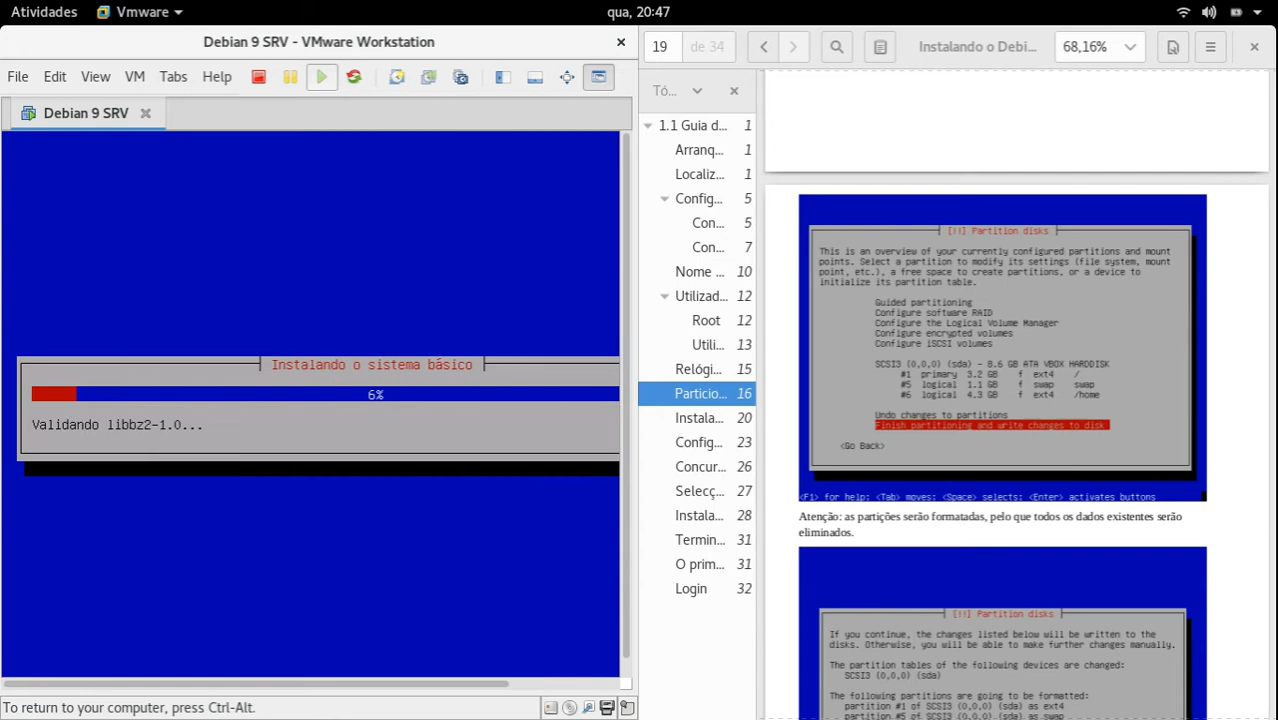 Atividades
Vmware
qua, 20:47
Debian 9 SRV - VMware Workstation
File Edit View VM Tabs Help
Debian 9 SRV
Instalando o sistema básico
6%
Validando libbz2-1.0...
To return to your computer, press Ctrl-Alt.
19 de 34
Instalando o Debi...
68,16%
Tó...
1.1 Guia d... 1
Arranq... 1
Localiz... 1
Config... 5
Con... 5
Con... 7
Nome ... 10
Utilizad... 12
Root 12
Utili... 13
Relógi... 15
Particio... 16
Instala... 20
Config... 23
Concur... 26
Selecç... 27
Instala... 28
Termin... 31
O prim... 31
Login 32
[!!] Partition disks
This is an overview of your currently configured partitions and mount
points. Select a partition to modify its settings (file system, mount
point, etc.), a free space to create partitions, or a device to
initialize its partition table.
Guided partitioning
Configure software RAID
Configure the Logical Volume Manager
Configure encrypted volumes
Configure iSCSI volumes
SCSI3 (0,0,0) (sda) - 8.6 GB ATA VBOX HARDDISK
#1 primary 3.2 GB f ext4 /
#5 logical 1.1 GB f swap swap
#6 logical 4.3 GB f ext4 /home
Undo changes to partitions
Finish partitioning and write changes to disk
<Go Back>
<F1> for help; <Tab> moves; <Space> selects; <Enter> activates buttons
Atenção: as partições serão formatadas, pelo que todos os dados existentes serão
eliminados.
[!!] Partition disks
If you continue, the changes listed below will be written to the
disks. Otherwise, you will be able to make further changes manually.
The partition tables of the following devices are changed:
SCSI3 (0,0,0) (sda)
The following partitions are going to be formatted:
partition #1 of SCSI3 (0,0,0) (sda) as ext4
partition #5 of SCSI3 (0,0,0) (sda) as swap